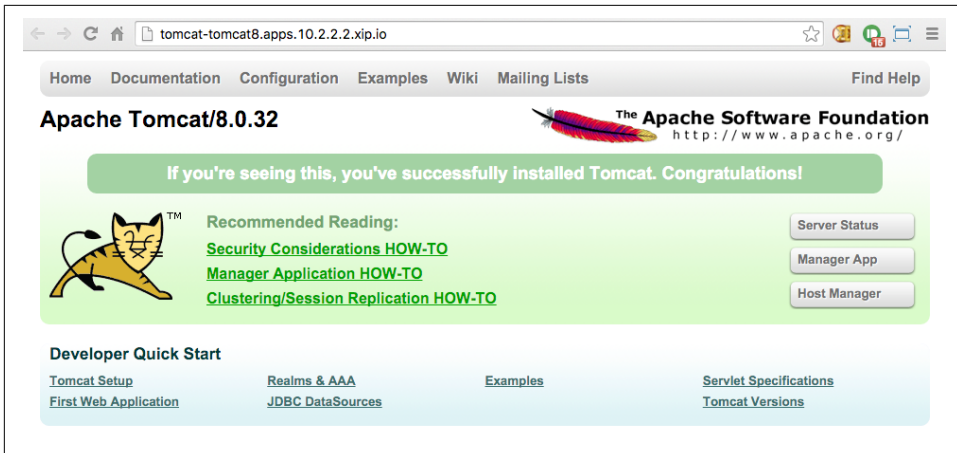 tomcat-tomcat8.apps.10.2.2.2.xip.io
16
Home Documentation Configuration Examples Wiki Mailing Lists Find Help
Apache Tomcat/8.0.32
The Apache Software Foundation
http://www.apache.org/
If you're seeing this, you've successfully installed Tomcat. Congratulations!
TM
Recommended Reading:
Security Considerations HOW-TO
Manager Application HOW-TO
Clustering/Session Replication HOW-TO
Server Status
Manager App
Host Manager
Developer Quick Start
Tomcat Setup Realms & AAA Examples Servlet Specifications
First Web Application JDBC DataSources Tomcat Versions